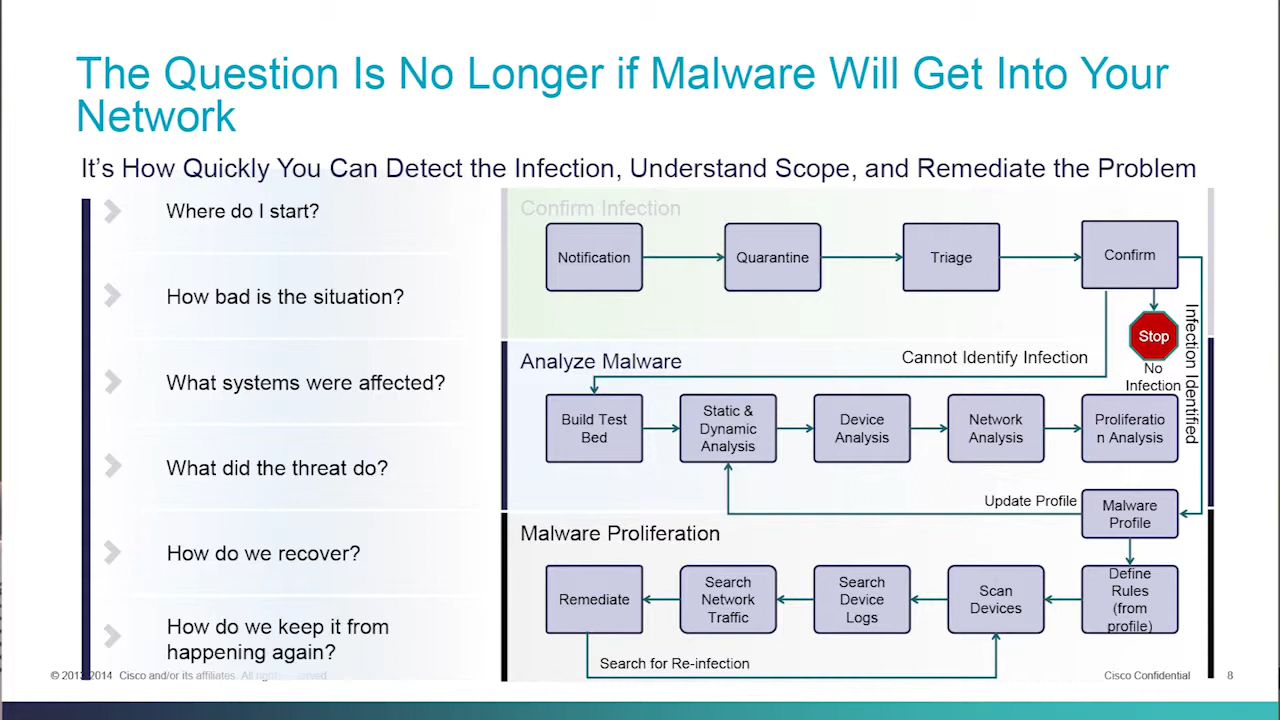 The Question Is No Longer if Malware Will Get Into Your
Network
It's How Quickly You Can Detect the Infection, Understand Scope, and Remediate the Problem
Where do I start?
How bad is the situation?
What systems were affected?
What did the threat do?
How do we recover?
How do we keep it from
happening again?
Confirm Infection
Notification
Quarantine
Triage
Confirm
Stop
No
Infection
Infection Identified
Analyze Malware
Cannot Identify Infection
Build Test
Bed
Static &
Dynamic
Analysis
Device
Analysis
Network
Analysis
Proliferatio
n Analysis
Update Profile
Malware
Profile
Malware Proliferation
Remediate
Search
Network
Traffic
Search
Device
Logs
Scan
Devices
Define
Rules
(from
profile)
Search for Re-infection
© 2013-2014 Cisco and/or its affiliates. All rights reserved
Cisco Confidential
8